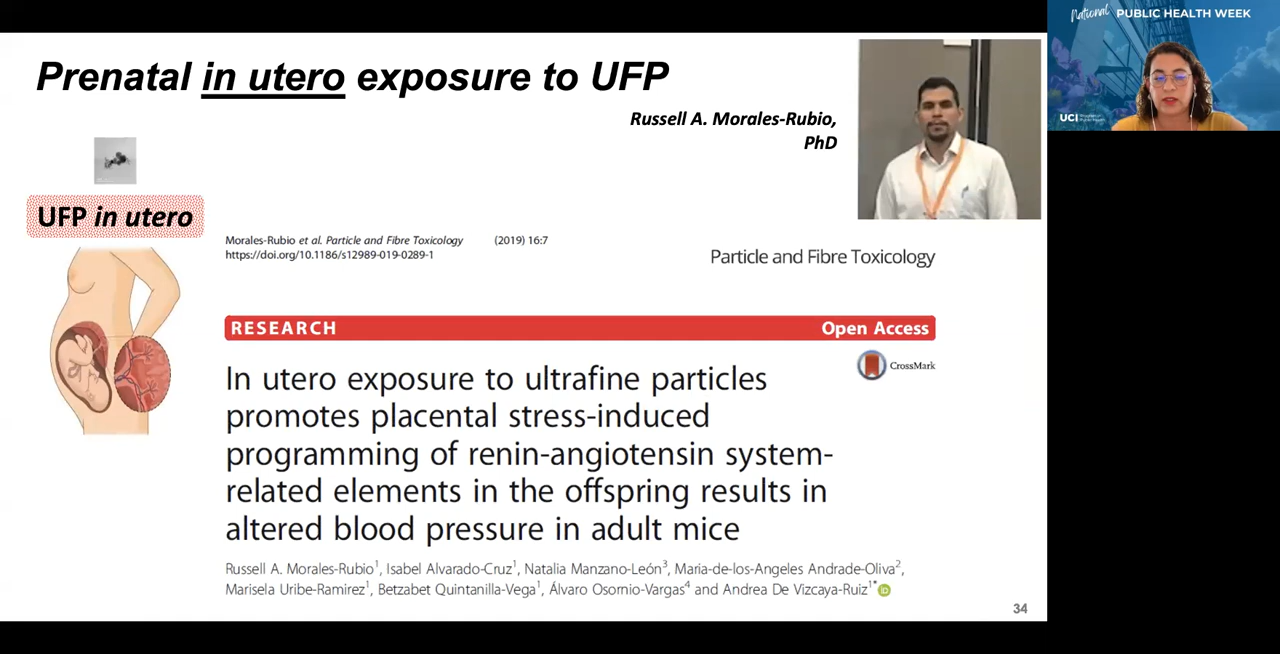 Prenatal in utero exposure to UFP
Russell A. Morales-Rubio,
PhD
UFP in utero
Morales-Rubio et al. Particle and Fibre Toxicology (2019) 16:7
https://doi.org/10.1186/s12989-019-0289-1
Particle and Fibre Toxicology
RESEARCH Open Access
CrossMark
In utero exposure to ultrafine particles
promotes placental stress-induced
programming of renin-angiotensin system-
related elements in the offspring results in
altered blood pressure in adult mice
Russell A. Morales-Rubio1, Isabel Alvarado-Cruz1, Natalia Manzano-León3, Maria-de-los-Angeles Andrade-Oliva2,
Marisela Uribe-Ramirez1, Betzabet Quintanilla-Vega1, Álvaro Osornio-Vargas4 and Andrea De Vizcaya-Ruiz1* iD
34
National PUBLIC HEALTH WEEK
UCI